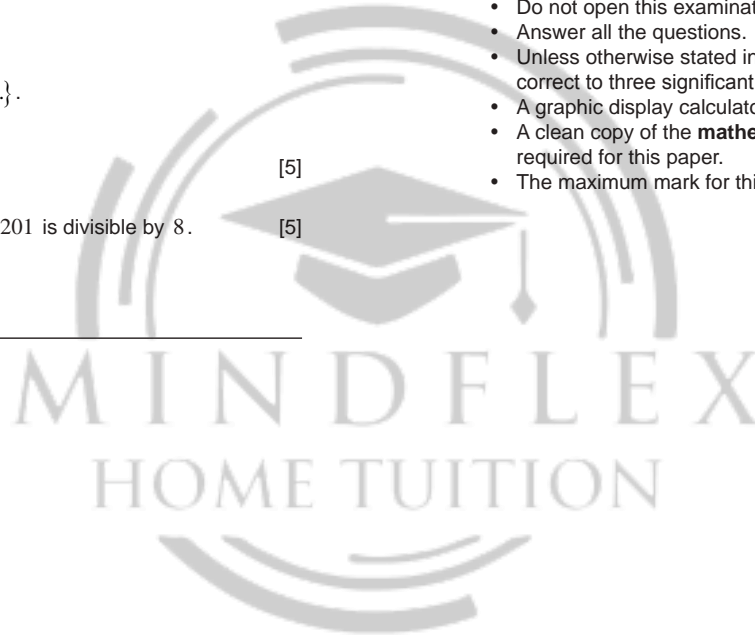 …}.
[5]
201 is divisible by 8. [5]
• Do not open this examinat
• Answer all the questions.
• Unless otherwise stated in
correct to three significant
• A graphic display calculato
• A clean copy of the mathe
required for this paper.
• The maximum mark for thi
MINDFLEX
HOME TUITION